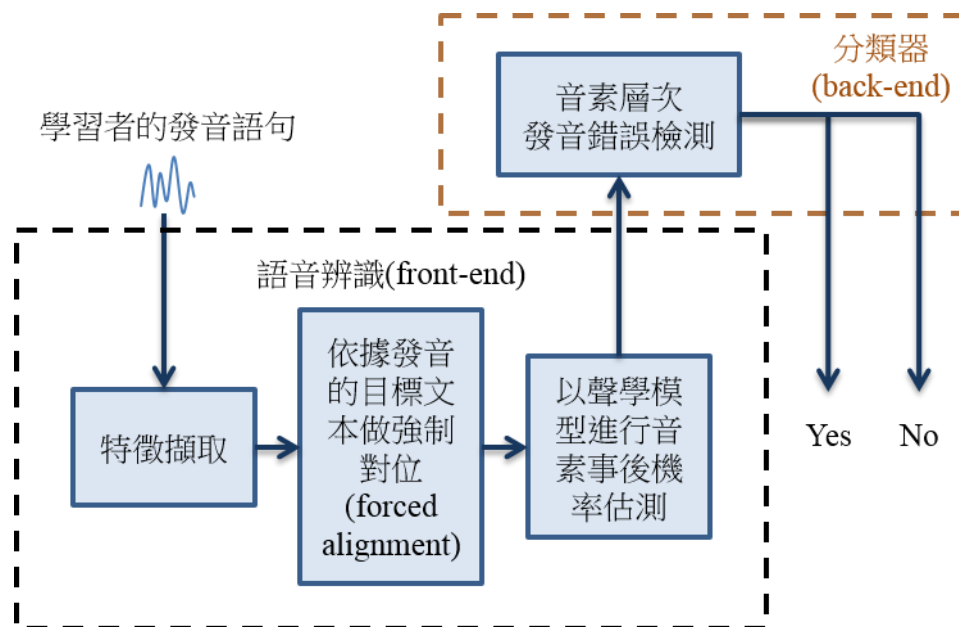 學習者的發音語句
分類器
(back-end)
音素層次
發音錯誤檢測
語音辨識(front-end)
特徵擷取
依據發音
的目標文
本做強制
對位
(forced
alignment)
以聲學模
型進行音
素事後機
率估測
Yes
No